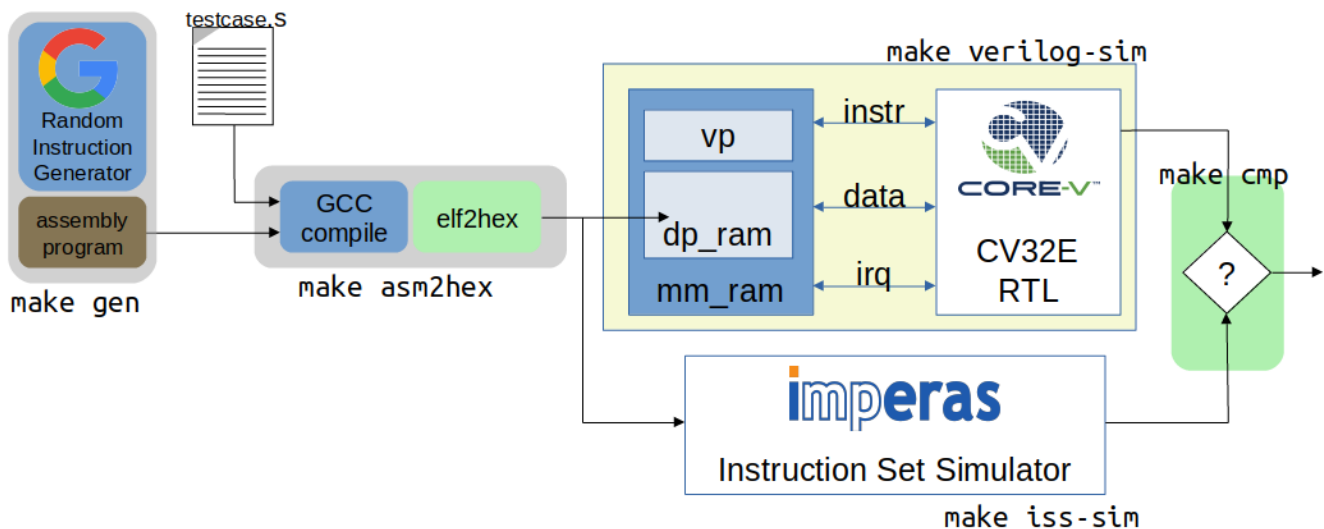 testcase.s
Random
Instruction
Generator
assembly
program
make gen
GCC
compile
elf2hex
make asm2hex
make verilog-sim
vp
dp_ram
mm_ram
instr
data
irq
CORE-V™
CV32E
RTL
make cmp
?
imperas
Instruction Set Simulator
make iss-sim